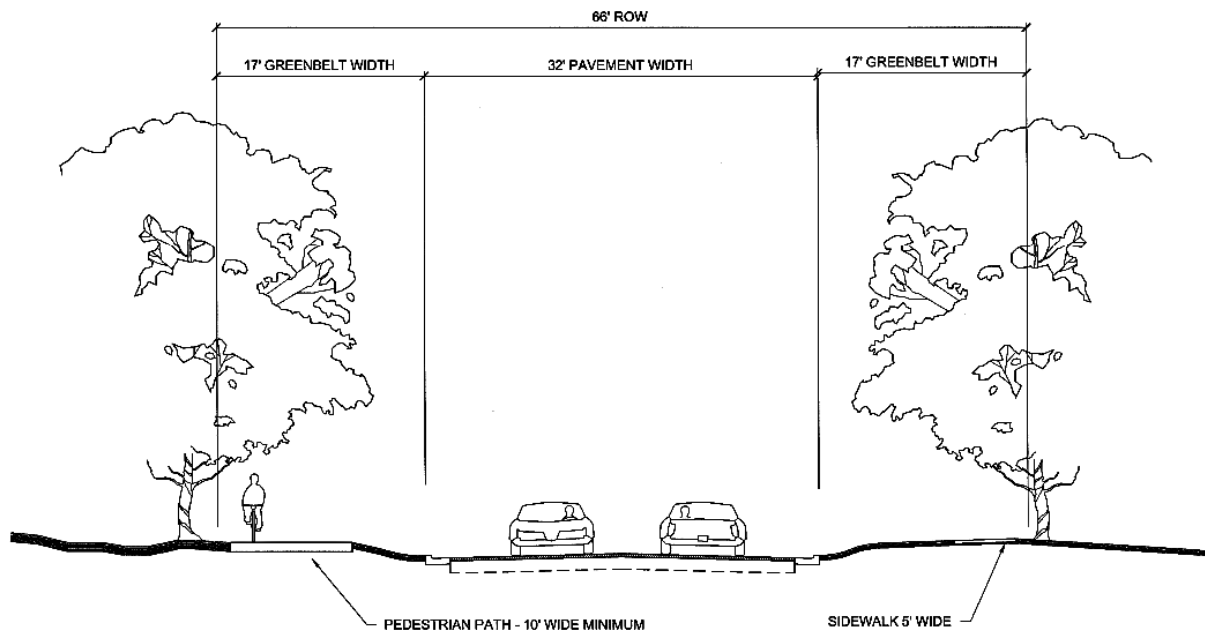 66' ROW
17' GREENBELT WIDTH
32' PAVEMENT WIDTH
17' GREENBELT WIDTH
PEDESTRIAN PATH - 10' WIDE MINIMUM
SIDEWALK 5' WIDE